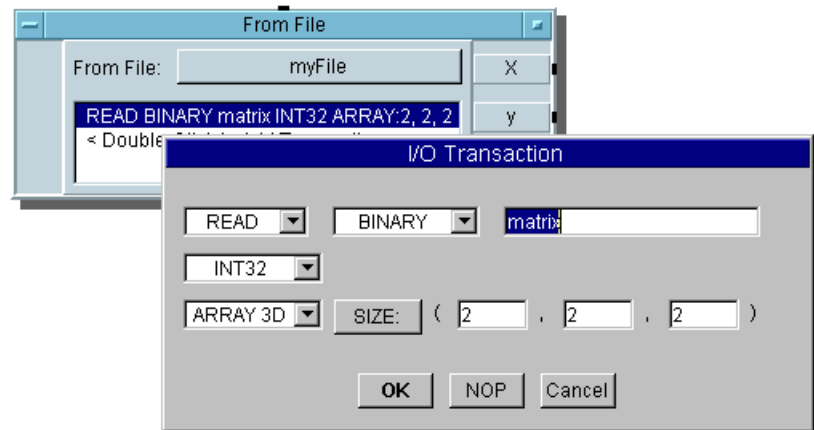 From File
From File: myFile X
READ BINARY matrix INT32 ARRAY:2, 2, 2 y
< Double
I/O Transaction
READ BINARY matrix
INT32
ARRAY 3D SIZE: ( 2 , 2 , 2 )
OK NOP Cancel